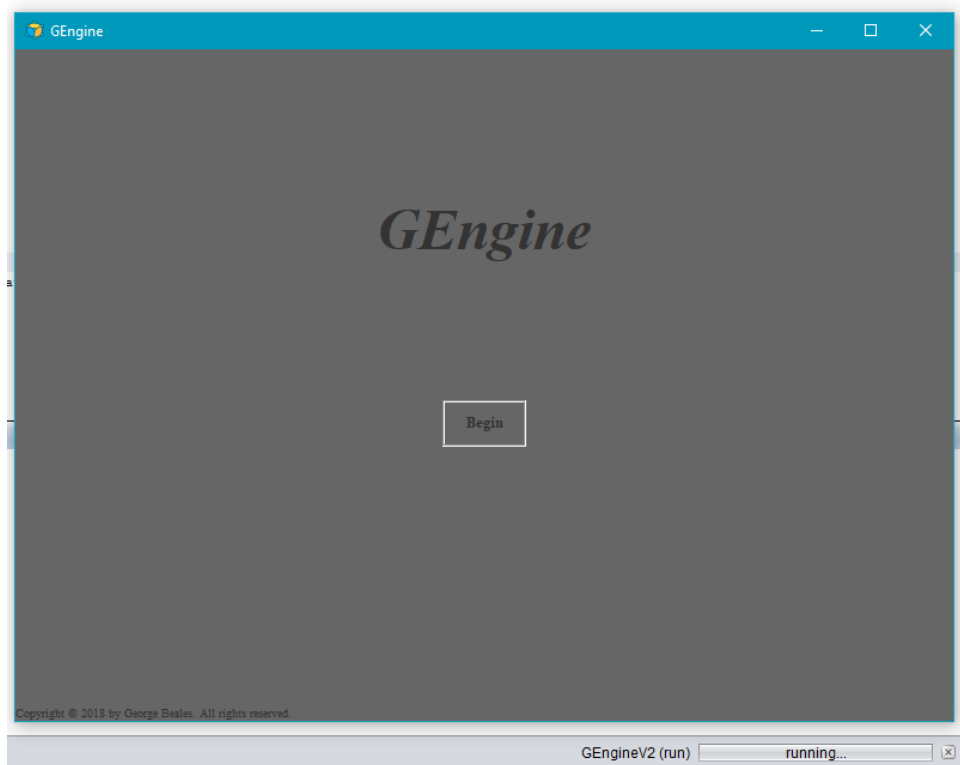 GEngine
GEngine
a
Begin
Copyright © 2018 by George Beales. All rights reserved.
GEngineV2 (run) running...